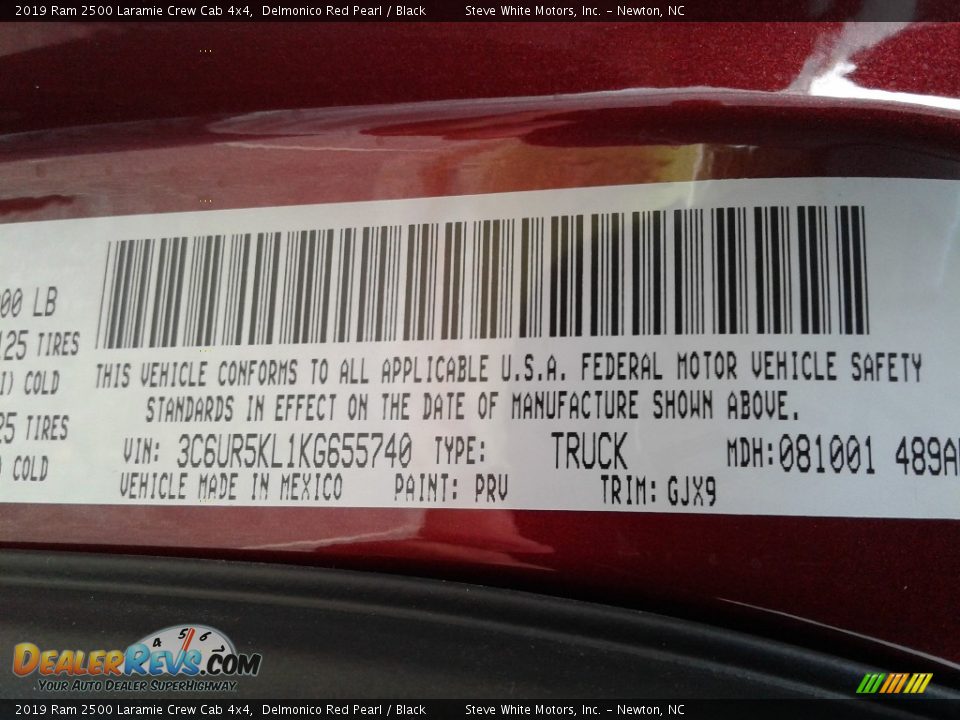 2019 Ram 2500 Laramie Crew Cab 4x4, Delmonico Red Pearl / Black Steve White Motors, Inc. - Newton, NC
00 LB
125 TIRES
I) COLD
25 TIRES
) COLD
THIS VEHICLE CONFORMS TO ALL APPLICABLE U.S.A. FEDERAL MOTOR VEHICLE SAFETY
STANDARDS IN EFFECT ON THE DATE OF MANUFACTURE SHOWN ABOVE.
VIN: 3C6UR5KL1KG655740 TYPE: TRUCK MDH:081001 489A
VEHICLE MADE IN MEXICO PAINT: PRV TRIM: GJX9
4 5 6
DEALERREVS.COM
YOUR AUTO DEALER SUPERHIGHWAY
2019 Ram 2500 Laramie Crew Cab 4x4, Delmonico Red Pearl / Black Steve White Motors, Inc. - Newton, NC